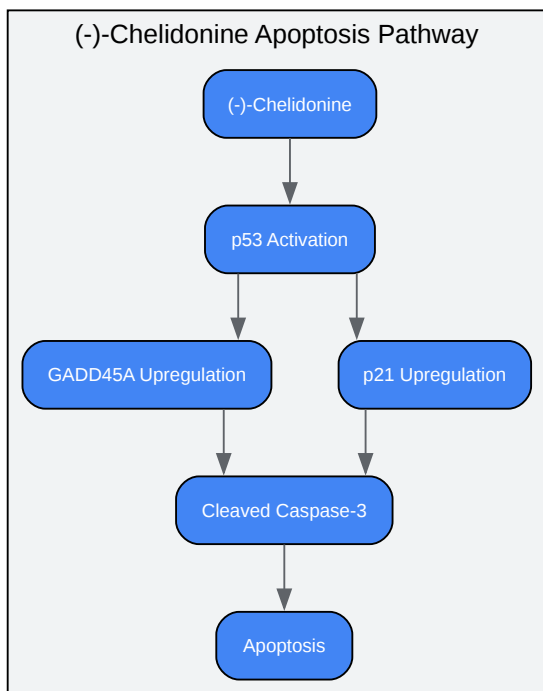 (-)-Chelidonine Apoptosis Pathway
(-)-Chelidonine
p53 Activation
GADD45A Upregulation
p21 Upregulation
Cleaved Caspase-3
Apoptosis